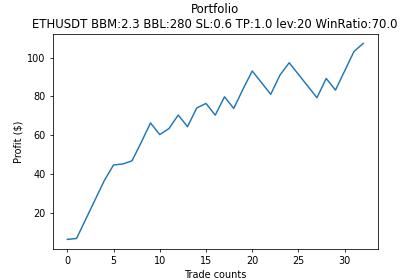 Portfolio
ETHUSDT BBM:2.3 BBL:280 SL:0.6 TP:1.0 lev:20 WinRatio:70.0
Profit ($)
100
80
60
40
20
0 5 10 15 20 25 30
Trade counts